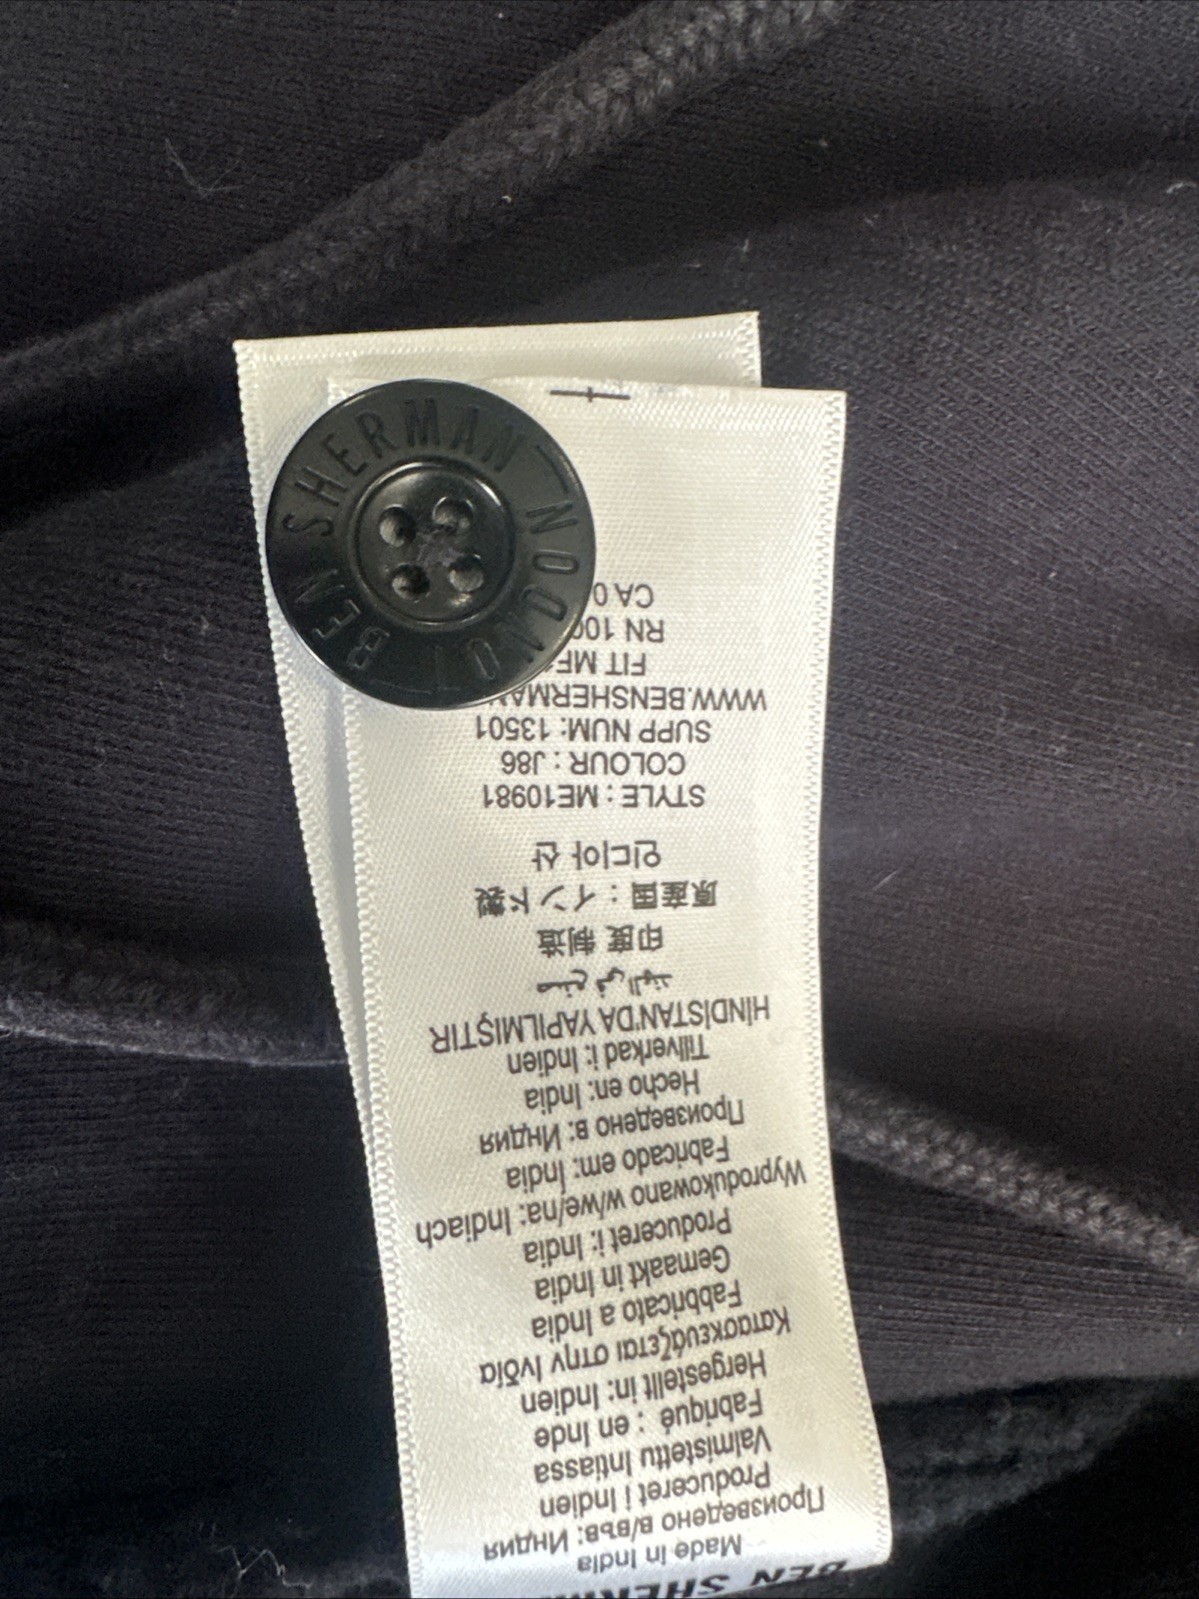 BEN SHERMAN
Made in India
Произведено в/във: Индия
Produceret i Indien
Valmistettu Intiassa
Fabriqué : en Inde
Hergestellt in: Indien
Κατασκευάζεται στην Ινδία
Fabbricato a India
Gemaakt in India
Produceret i: India
Wyprodukowano w/we/na: Indiach
Fabricado em: India
Произведено в: Индия
Hecho en: India
Tillverkad i: Indien
HİNDİSTAN'DA YAPILMIŞTIR
صنع في الهند
印度 制造
原産国 : インド製
인디아 산
STYLE : ME10981
COLOUR : J86
SUPP NUM: 13501
WWW.BENSHERMAN
FIT
RN
CA
BEN SHERMAN
LONDON